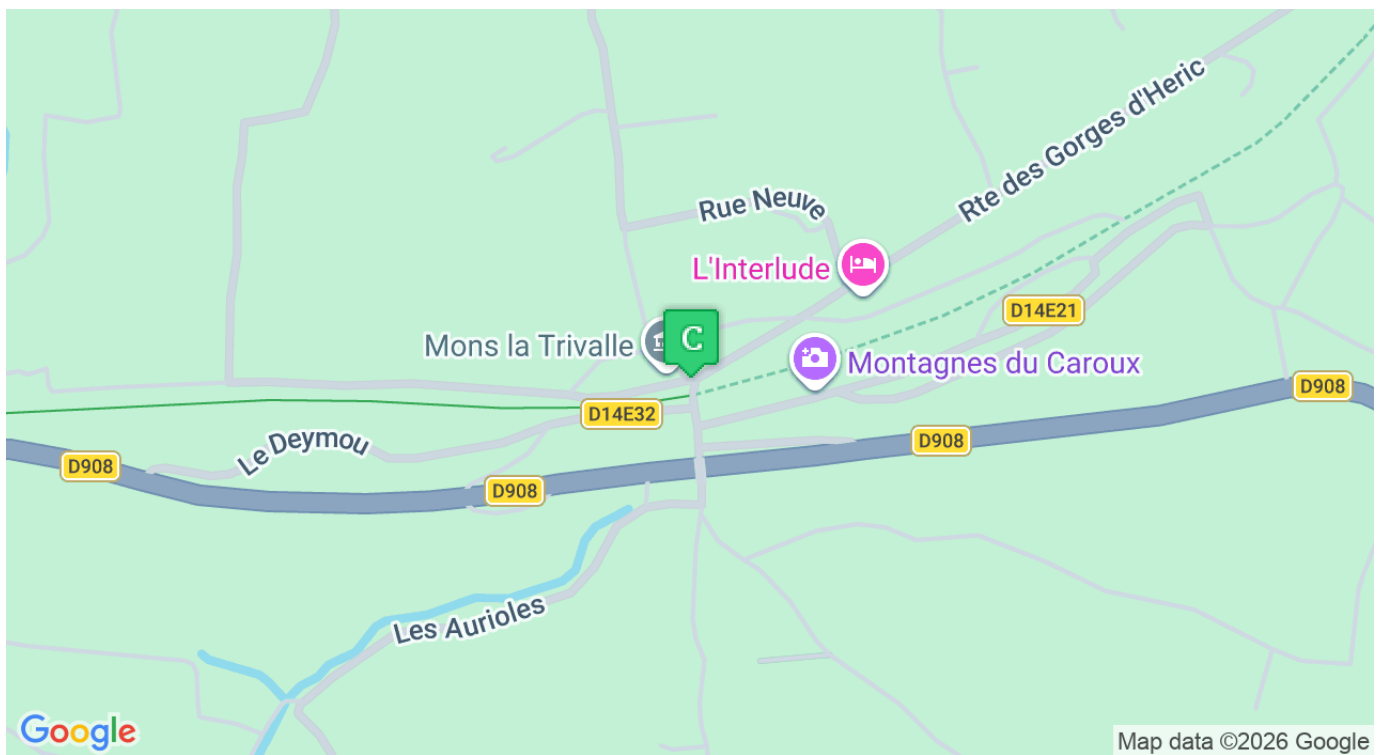 Rte des Gorges d'Heric
Rue Neuve
L'Interlude
D14E21
C
Mons la Trivalle
Montagnes du Caroux
D908
D14E32
Le Deymou
D908
D908
D908
Les Aurioles
Google
Map data ©2026 Google